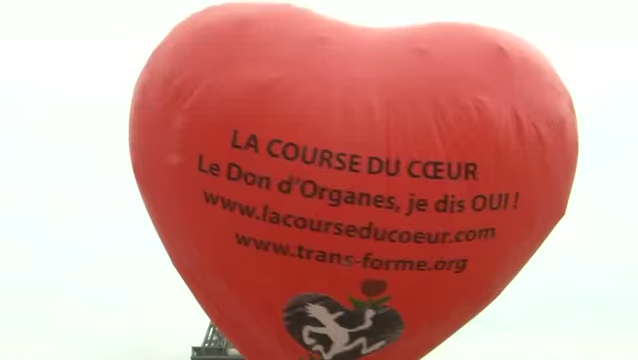 LA COURSE DU CŒUR
Le Don d'Organes, je dis OUI !
www.lacourseducoeur.com
www.trans-forme.org